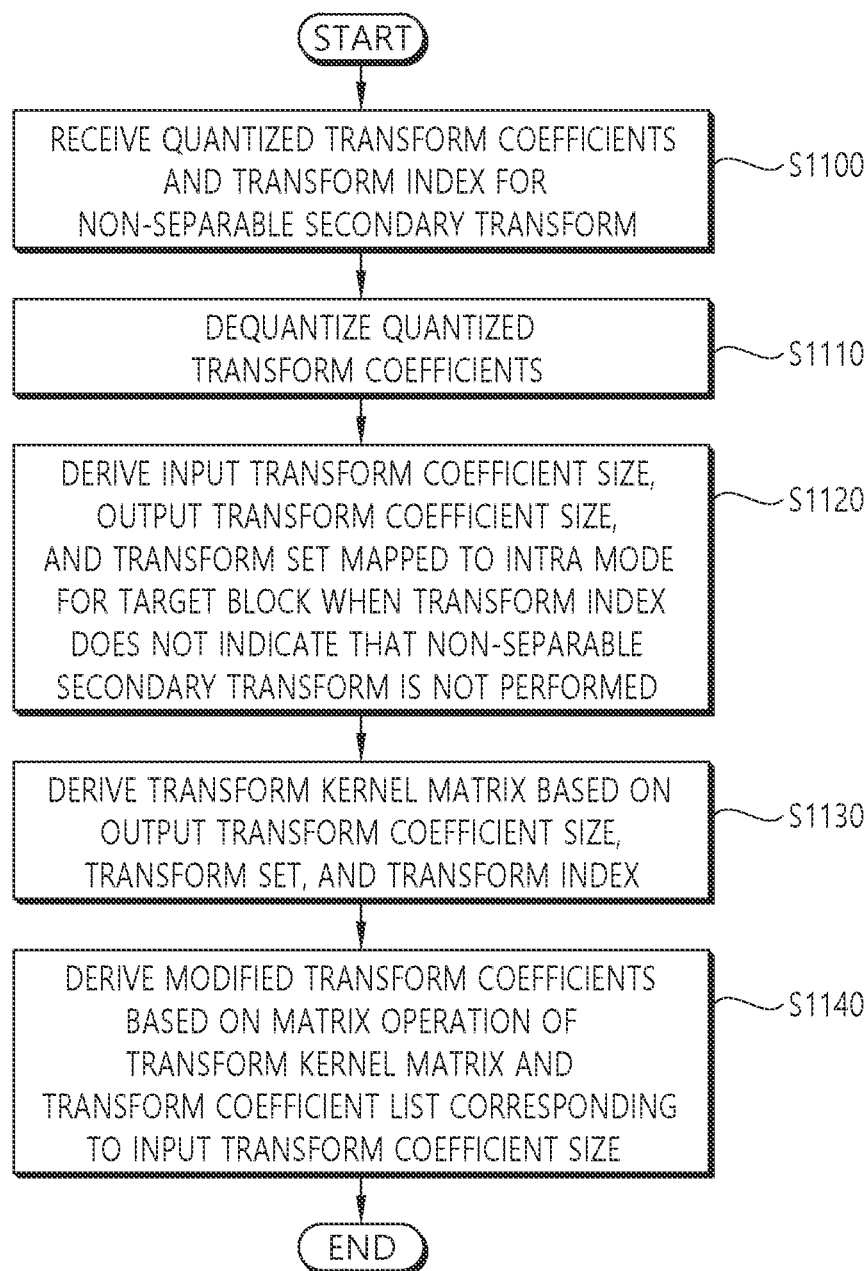 START
RECEIVE QUANTIZED TRANSFORM COEFFICIENTS
AND TRANSFORM INDEX FOR
NON-SEPARABLE SECONDARY TRANSFORM
S1100
DEQUANTIZE QUANTIZED
TRANSFORM COEFFICIENTS
S1110
DERIVE INPUT TRANSFORM COEFFICIENT SIZE,
OUTPUT TRANSFORM COEFFICIENT SIZE,
AND TRANSFORM SET MAPPED TO INTRA MODE
FOR TARGET BLOCK WHEN TRANSFORM INDEX
DOES NOT INDICATE THAT NON-SEPARABLE
SECONDARY TRANSFORM IS NOT PERFORMED
S1120
DERIVE TRANSFORM KERNEL MATRIX BASED ON
OUTPUT TRANSFORM COEFFICIENT SIZE,
TRANSFORM SET, AND TRANSFORM INDEX
S1130
DERIVE MODIFIED TRANSFORM COEFFICIENTS
BASED ON MATRIX OPERATION OF
TRANSFORM KERNEL MATRIX AND
TRANSFORM COEFFICIENT LIST CORRESPONDING
TO INPUT TRANSFORM COEFFICIENT SIZE
S1140
END